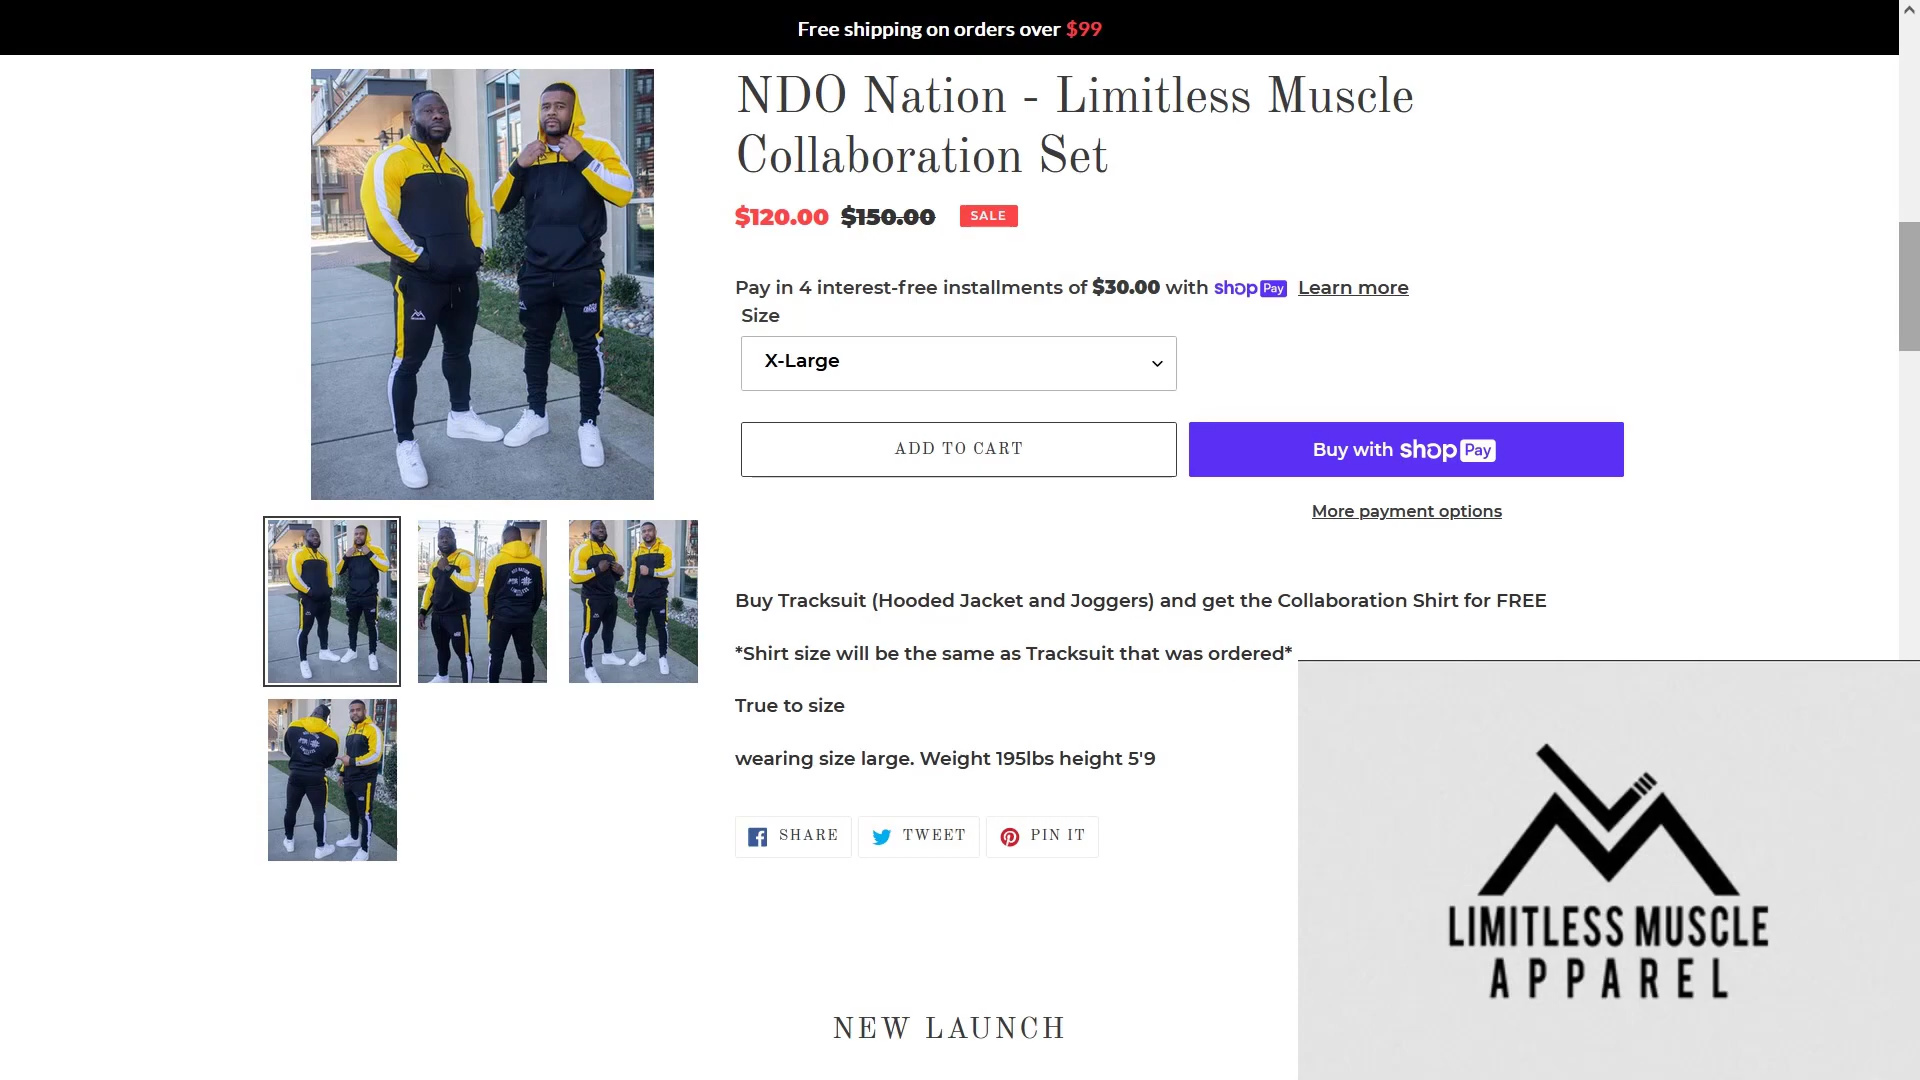 Free shipping on orders over $99
NDO Nation - Limitless Muscle
Collaboration Set
$120.00 $150.00 SALE
Pay in 4 interest-free installments of $30.00 with shop Pay Learn more
Size
X-Large
ADD TO CART
Buy with shop Pay
More payment options
Buy Tracksuit (Hooded Jacket and Joggers) and get the Collaboration Shirt for FREE
*Shirt size will be the same as Tracksuit that was ordered*
True to size
wearing size large. Weight 195lbs height 5'9
SHARE TWEET PIN IT
NEW LAUNCH
LIMITLESS MUSCLE
APPAREL